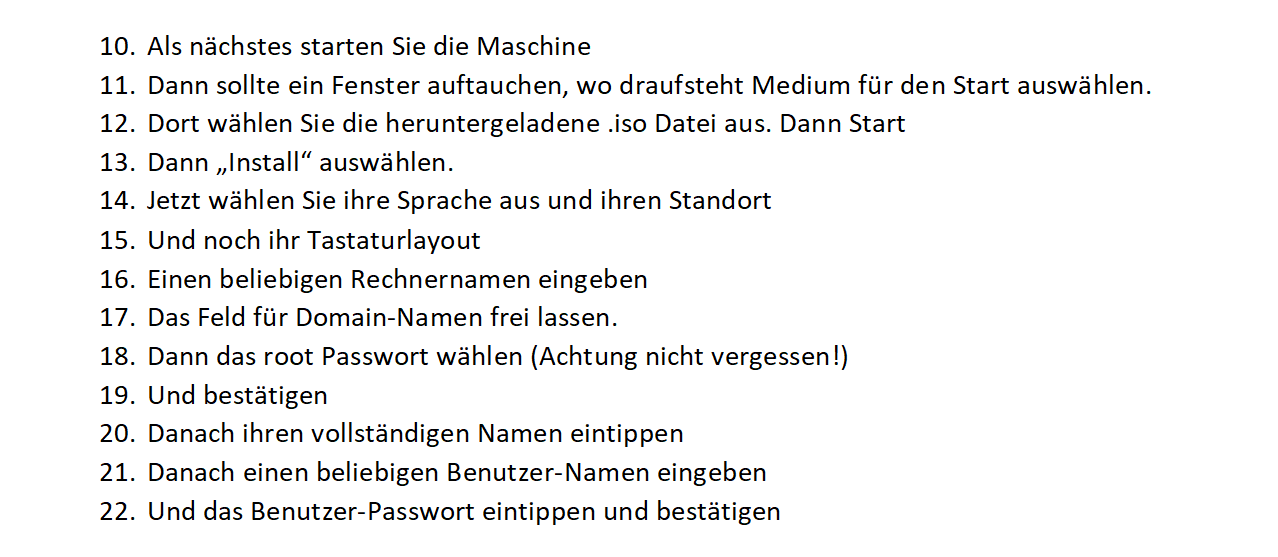 10. Als nächstes starten Sie die Maschine
11. Dann sollte ein Fenster auftauchen, wo draufsteht Medium für den Start auswählen.
12. Dort wählen Sie die heruntergeladene .iso Datei aus. Dann Start
13. Dann „Install“ auswählen.
14. Jetzt wählen Sie ihre Sprache aus und ihren Standort
15. Und noch ihr Tastaturlayout
16. Einen beliebigen Rechnernamen eingeben
17. Das Feld für Domain-Namen frei lassen.
18. Dann das root Passwort wählen (Achtung nicht vergessen!)
19. Und bestätigen
20. Danach ihren vollständigen Namen eintippen
21. Danach einen beliebigen Benutzer-Namen eingeben
22. Und das Benutzer-Passwort eintippen und bestätigen